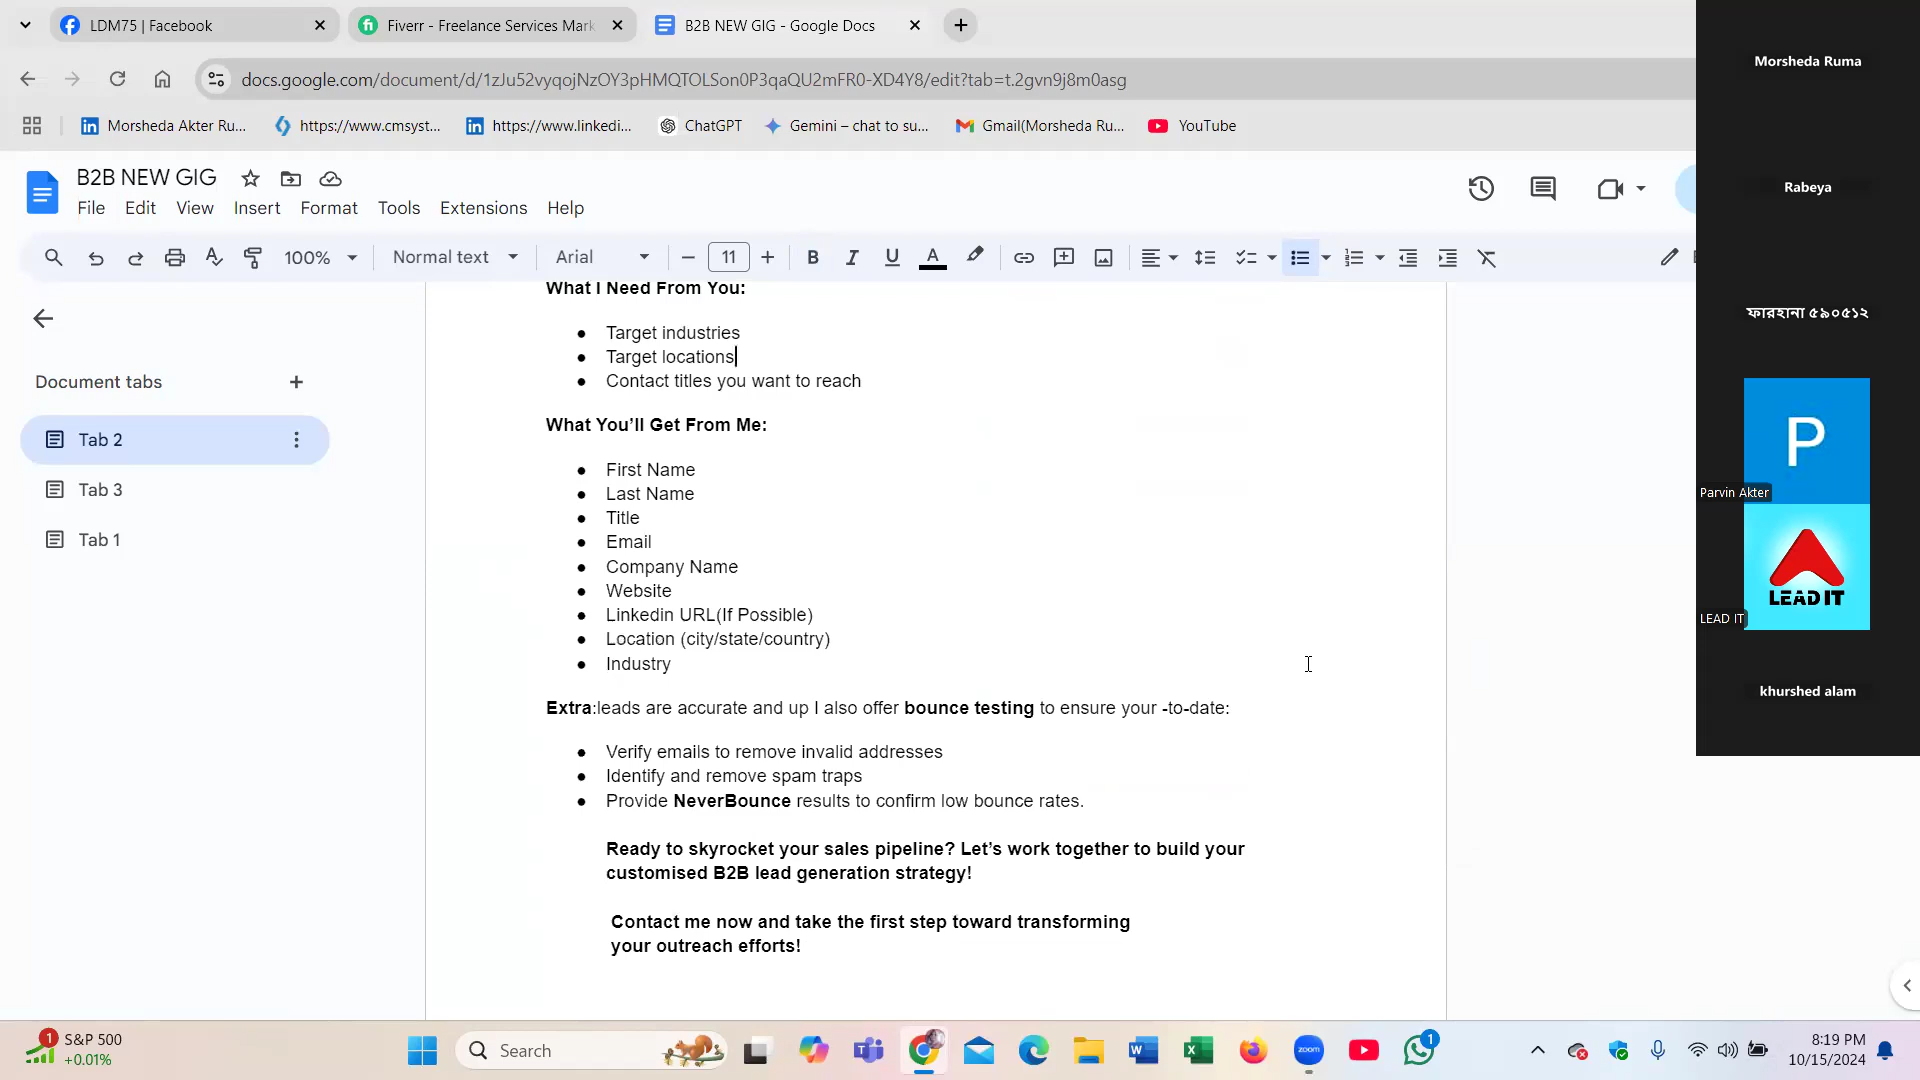 LDM75 | Facebook
Fiverr - Freelance Services Mark
B2B NEW GIG - Google Docs
docs.google.com/document/d/1zJu52vyqojNzOY3pHMQTOLSon0P3qaQU2mFR0-XD4Y8/edit?tab=t.2gvn9j8m0asg
Morsheda Akter Ru...
https://www.cmsyst...
https://www.linkedi...
ChatGPT
Gemini – chat to su...
Gmail(Morsheda Ru...
YouTube
B2B NEW GIG
File Edit View Insert Format Tools Extensions Help
100% Normal text Arial 11
Document tabs
Tab 2
Tab 3
Tab 1
What I Need From You:
● Target industries
● Target locations
● Contact titles you want to reach
What You’ll Get From Me:
● First Name
● Last Name
● Title
● Email
● Company Name
● Website
● Linkedin URL(If Possible)
● Location (city/state/country)
● Industry
Extra:leads are accurate and up I also offer bounce testing to ensure your -to-date:
● Verify emails to remove invalid addresses
● Identify and remove spam traps
● Provide NeverBounce results to confirm low bounce rates.
Ready to skyrocket your sales pipeline? Let’s work together to build your
customised B2B lead generation strategy!
Contact me now and take the first step toward transforming
your outreach efforts!
Morsheda Ruma
Rabeya
ফারহানা ৫৯০৫১২
P
Parvin Akter
LEAD IT
LEAD IT
khurshed alam
1
S&P 500
+0.01%
Search
zoom
1
8:19 PM
10/15/2024